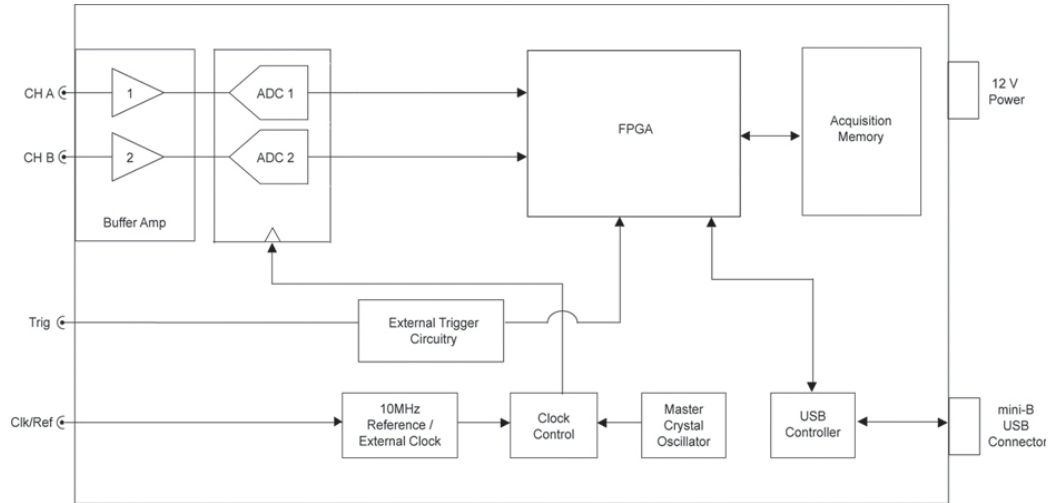 CH A
1
ADC 1
FPGA
Acquisition
Memory
12 V
Power
CH B
2
ADC 2
Buffer Amp
Trig
External Trigger
Circuitry
Clk/Ref
10MHz
Reference /
External Clock
Clock
Control
Master
Crystal
Oscillator
USB
Controller
mini-B
USB
Connector